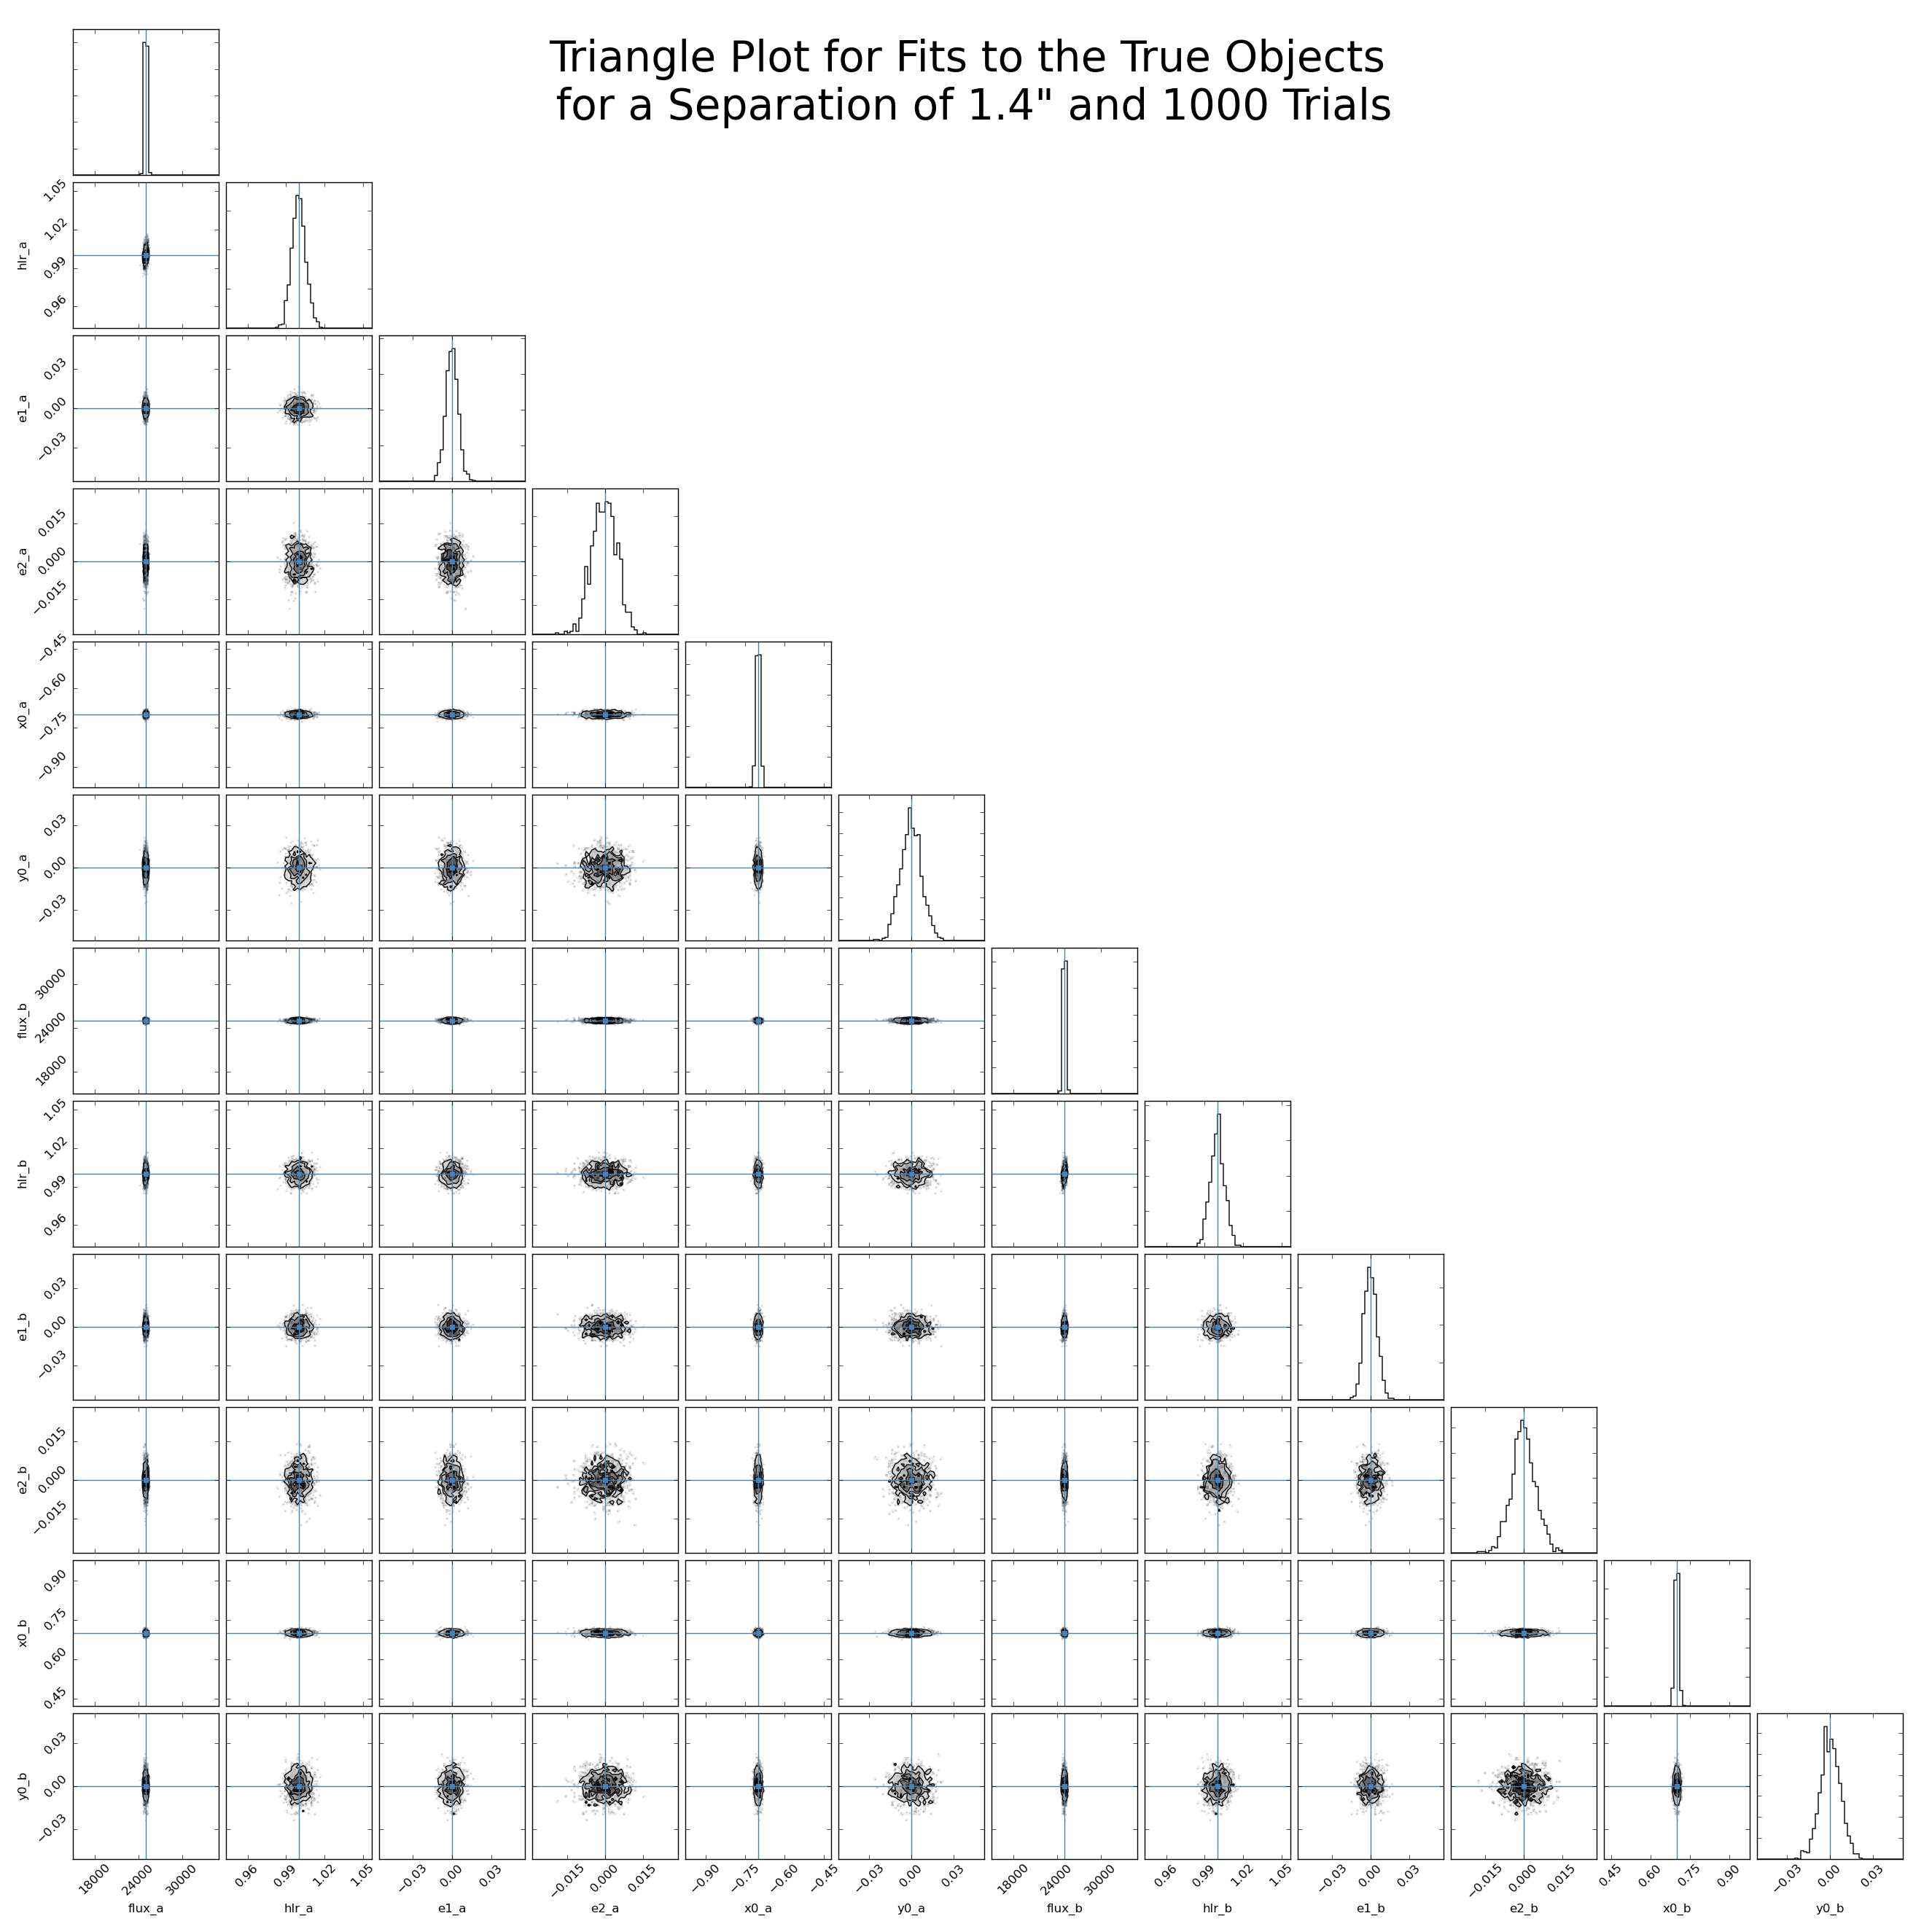 Triangle Plot for Fits to the True Objects
for a Separation of 1.4" and 1000 Trials
hlr_a
1.05
1.02
0.99
0.96
e1_a
0.03
0.00
−0.03
e2_a
0.015
0.000
−0.015
x0_a
−0.45
−0.60
−0.75
−0.90
y0_a
0.03
0.00
−0.03
flux_b
30000
24000
18000
hlr_b
1.05
1.02
0.99
0.96
e1_b
0.03
0.00
−0.03
e2_b
0.015
0.000
−0.015
x0_b
0.90
0.75
0.60
0.45
y0_b
0.03
0.00
−0.03
18000 24000 30000 0.96 0.99 1.02 1.05 −0.03 0.00 0.03 −0.015 0.000 0.015 −0.90 −0.75 −0.60 −0.45 −0.03 0.00 0.03 18000 24000 30000 0.96 0.99 1.02 1.05 −0.03 0.00 0.03 −0.015 0.000 0.015 0.45 0.60 0.75 0.90 −0.03 0.00 0.03
flux_a hlr_a e1_a e2_a x0_a y0_a flux_b hlr_b e1_b e2_b x0_b y0_b